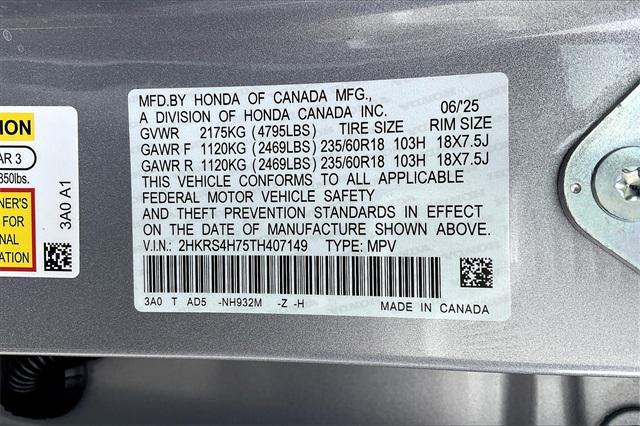 ION
AR 3
350lbs.
NER'S
FOR
NAL
ATION
3A0 A1
MFD.BY HONDA OF CANADA MFG., 06/'25
A DIVISION OF HONDA CANADA INC.
GVWR 2175KG (4795LBS) TIRE SIZE RIM SIZE
GAWR F 1120KG (2469LBS) 235/60R18 103H 18X7.5J
GAWR R 1120KG (2469LBS) 235/60R18 103H 18X7.5J
THIS VEHICLE CONFORMS TO ALL APPLICABLE
FEDERAL MOTOR VEHICLE SAFETY
AND THEFT PREVENTION STANDARDS IN EFFECT
ON THE DATE OF MANUFACTURE SHOWN ABOVE.
V.I.N.: 2HKRS4H75TH407149 TYPE: MPV
3A0 T AD5 -NH932M -Z -H MADE IN CANADA